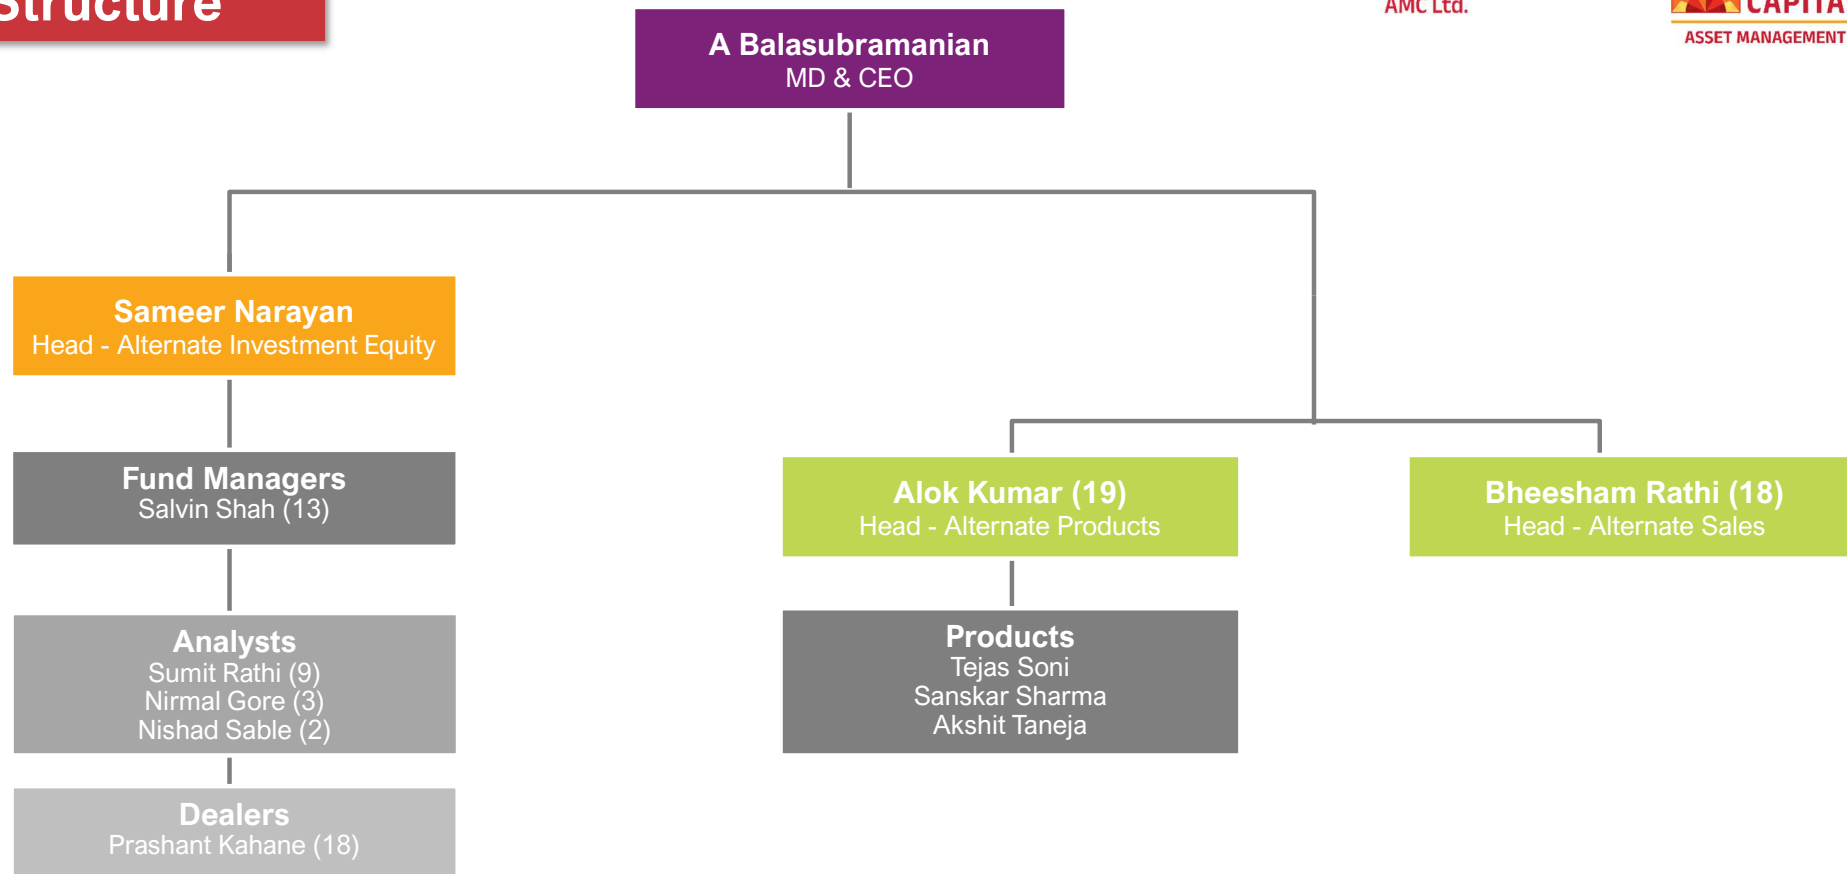 Structure
AMC Ltd.
CAPITA
ASSET MANAGEMENT
A Balasubramanian
MD & CEO
Sameer Narayan
Head - Alternate Investment Equity
Fund Managers
Salvin Shah (13)
Analysts
Sumit Rathi (9)
Nirmal Gore (3)
Nishad Sable (2)
Dealers
Prashant Kahane (18)
Alok Kumar (19)
Head - Alternate Products
Products
Tejas Soni
Sanskar Sharma
Akshit Taneja
Bheesham Rathi (18)
Head - Alternate Sales